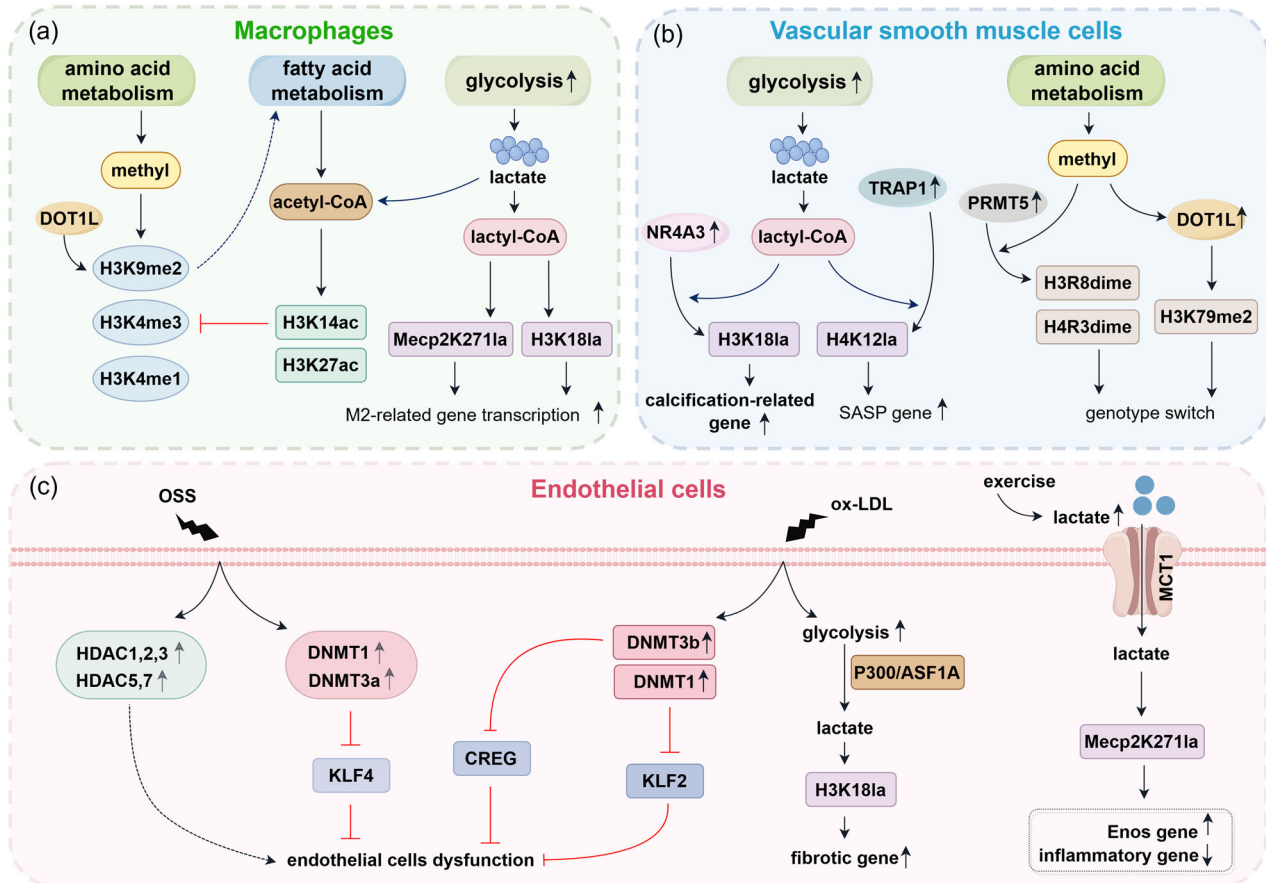 (a)
Macrophages
amino acid
metabolism
fatty acid
metabolism
glycolysis ↑
methyl
lactate
DOT1L
acetyl-CoA
lactyl-CoA
H3K9me2
H3K4me3
H3K14ac
Mecp2K271la
H3K18la
H3K27ac
H3K4me1
M2-related gene transcription ↑
(b)
Vascular smooth muscle cells
glycolysis ↑
amino acid
metabolism
lactate
methyl
TRAP1 ↑
PRMT5 ↑
DOT1L ↑
NR4A3 ↑
lactyl-CoA
H3R8dime
H3K18la
H4K12la
H4R3dime
H3K79me2
calcification-related
gene ↑
SASP gene ↑
genotype switch
(c)
Endothelial cells
OSS
ox-LDL
exercise
lactate ↑
MCT1
HDAC1,2,3 ↑
HDAC5,7 ↑
DNMT1 ↑
DNMT3a ↑
DNMT3b ↑
DNMT1 ↑
glycolysis ↑
P300/ASF1A
lactate
lactate
KLF4
CREG
KLF2
H3K18la
Mecp2K271la
endothelial cells dysfunction
fibrotic gene ↑
Enos gene ↑
inflammatory gene ↓